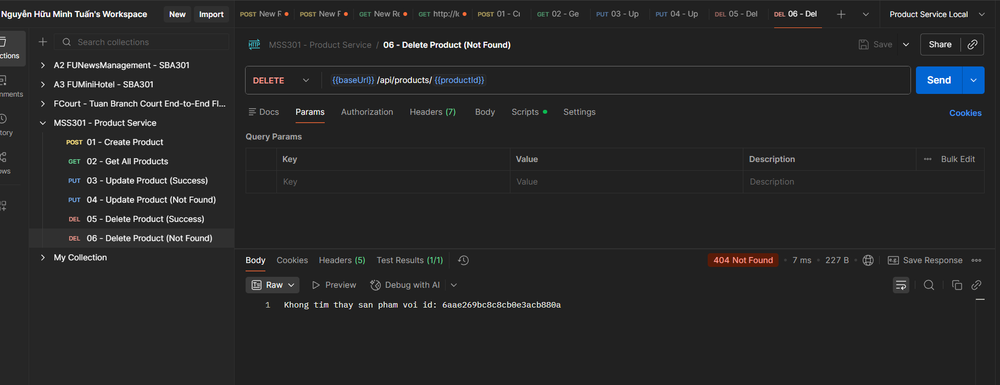 Nguyễn Hữu Minh Tuấn's Workspace New Import
POST New R POST New F GET New Re GET http://lo POST 01 - Cr GET 02 - Ge PUT 03 - Up PUT 04 - Up DEL 05 - Del DEL 06 - Del Product Service Local
ctions
nments
tory
ows
Search collections
A2 FUNewsManagement - SBA301
A3 FUMiniHotel - SBA301
FCourt - Tuan Branch Court End-to-End Fl...
MSS301 - Product Service
POST 01 - Create Product
GET 02 - Get All Products
PUT 03 - Update Product (Success)
PUT 04 - Update Product (Not Found)
DEL 05 - Delete Product (Success)
DEL 06 - Delete Product (Not Found)
My Collection
HTTP MSS301 - Product Service / 06 - Delete Product (Not Found) Save Share
DELETE {{baseUrl}} /api/products/ {{productId}} Send
Docs Params Authorization Headers (7) Body Scripts Settings Cookies
Query Params
Key Value Description Bulk Edit
Key Value Description
Body Cookies Headers (5) Test Results (1/1) 404 Not Found 7 ms 227 B e.g. Save Response
Raw Preview Debug with AI
1 Khong tim thay san pham voi id: 6aae269bc8c8cb0e3acb880a